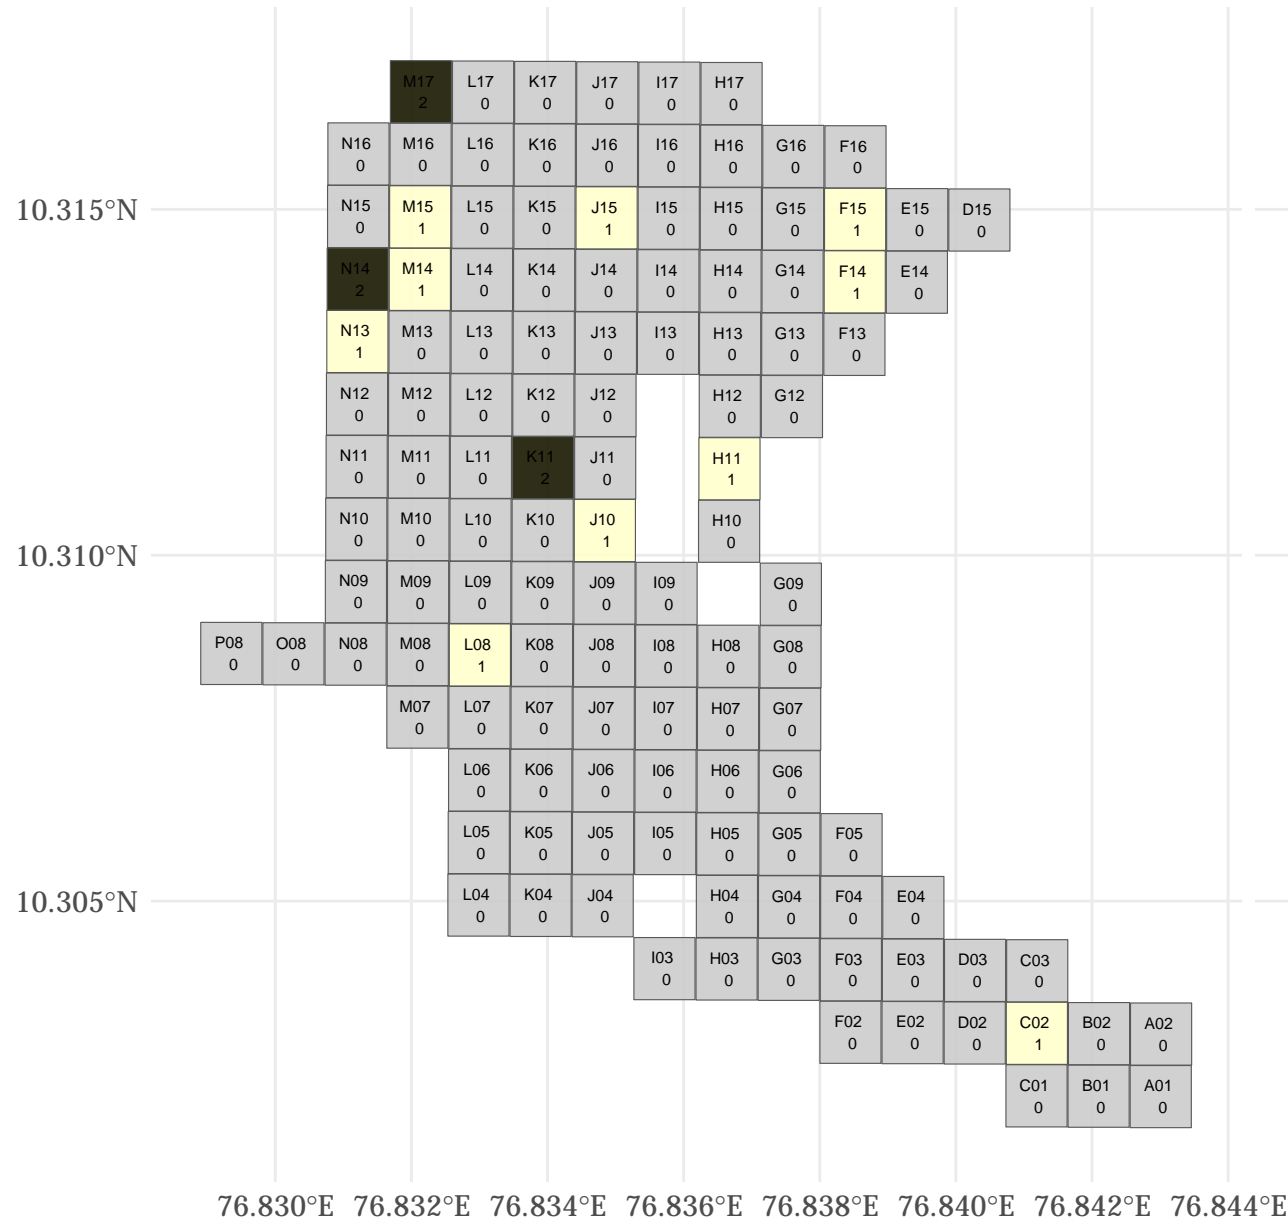 M17 L17 K17 J17 I17 H17
2 0 0 0 0 0
N16 M16 L16 K16 J16 I16 H16 G16 F16
0 0 0 0 0 0 0 0 0
10.315°N
N15 M15 L15 K15 J15 I15 H15 G15 F15 E15 D15
0 1 0 0 1 0 0 0 1 0 0
N14 M14 L14 K14 J14 I14 H14 G14 F14 E14
2 1 0 0 0 0 0 0 1 0
N13 M13 L13 K13 J13 I13 H13 G13 F13
1 0 0 0 0 0 0 0 0
N12 M12 L12 K12 J12 H12 G12
0 0 0 0 0 0 0
N11 M11 L11 K11 J11 H11
0 0 0 2 0 1
N10 M10 L10 K10 J10 H10
0 0 0 0 1 0
10.310°N
N09 M09 L09 K09 J09 I09 G09
0 0 0 0 0 0 0
P08 O08 N08 M08 L08 K08 J08 I08 H08 G08
0 0 0 0 1 0 0 0 0 0
M07 L07 K07 J07 I07 H07 G07
0 0 0 0 0 0 0
L06 K06 J06 I06 H06 G06
0 0 0 0 0 0
L05 K05 J05 I05 H05 G05 F05
0 0 0 0 0 0 0
10.305°N
L04 K04 J04 H04 G04 F04 E04
0 0 0 0 0 0 0
I03 H03 G03 F03 E03 D03 C03
0 0 0 0 0 0 0
F02 E02 D02 C02 B02 A02
0 0 0 1 0 0
C01 B01 A01
0 0 0
76.830°E 76.832°E 76.834°E 76.836°E 76.838°E 76.840°E 76.842°E 76.844°E